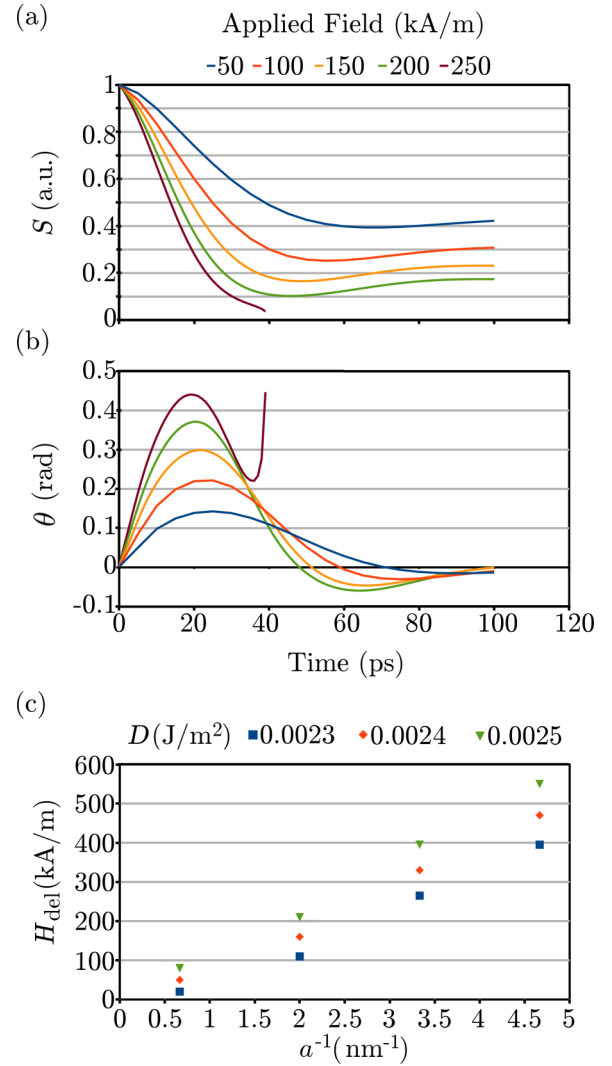 (a)
Applied Field (kA/m)
50 100 150 200 250
1
0.8
0.6
0.4
0.2
0
S (a.u.)
(b)
0.5
0.4
0.3
0.2
0.1
0
-0.1
θ (rad)
0 20 40 60 80 100 120
Time (ps)
(c)
D(J/m²) 0.0023 0.0024 0.0025
600
500
400
300
200
100
0
H_del(kA/m)
0 0.5 1 1.5 2 2.5 3 3.5 4 4.5 5
a⁻¹(nm⁻¹)